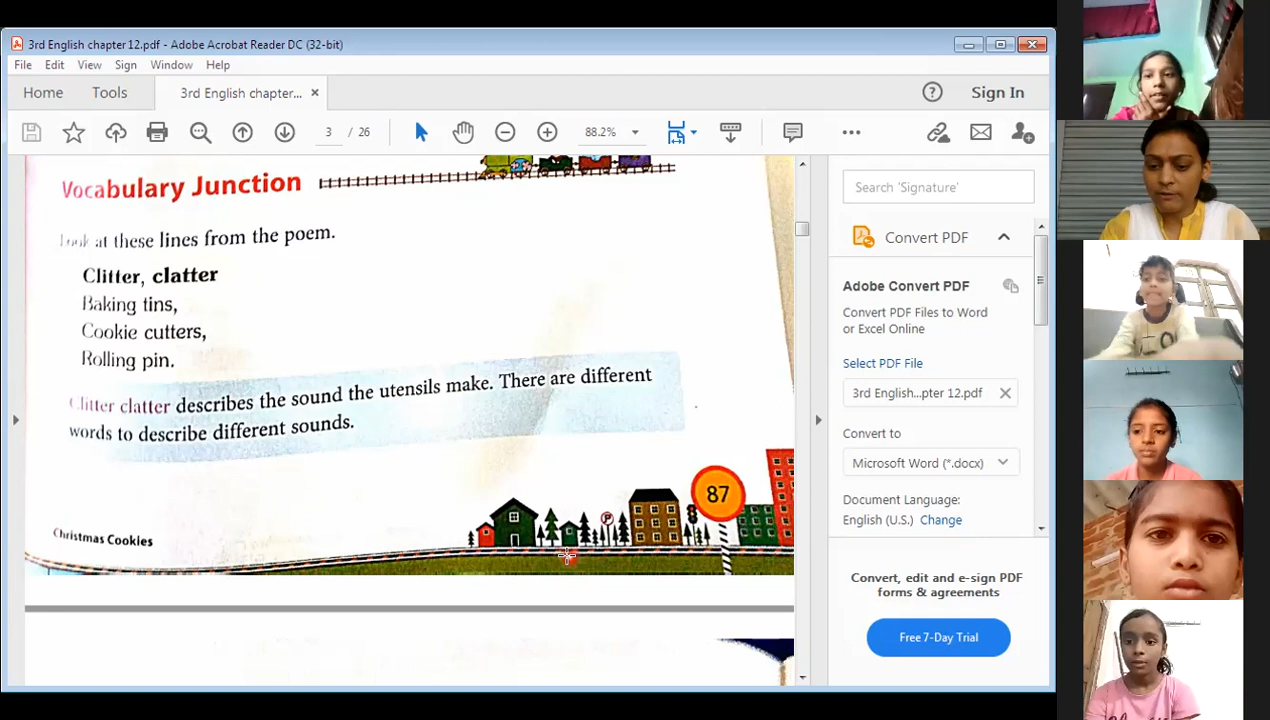 3rd English chapter 12.pdf - Adobe Acrobat Reader DC (32-bit)
File Edit View Sign Window Help
Home Tools 3rd English chapter... ×
Sign In
3 / 26 88.2%
Search 'Signature'
Convert PDF
Adobe Convert PDF
Convert PDF Files to Word
or Excel Online
Select PDF File
3rd English...pter 12.pdf
Convert to
Microsoft Word (*.docx)
Document Language:
English (U.S.) Change
Convert, edit and e-sign PDF
forms & agreements
Free 7-Day Trial
Vocabulary Junction
Look at these lines from the poem.
Clitter, clatter
Baking tins,
Cookie cutters,
Rolling pin.
Clitter clatter describes the sound the utensils make. There are different
words to describe different sounds.
P
87
Christmas Cookies